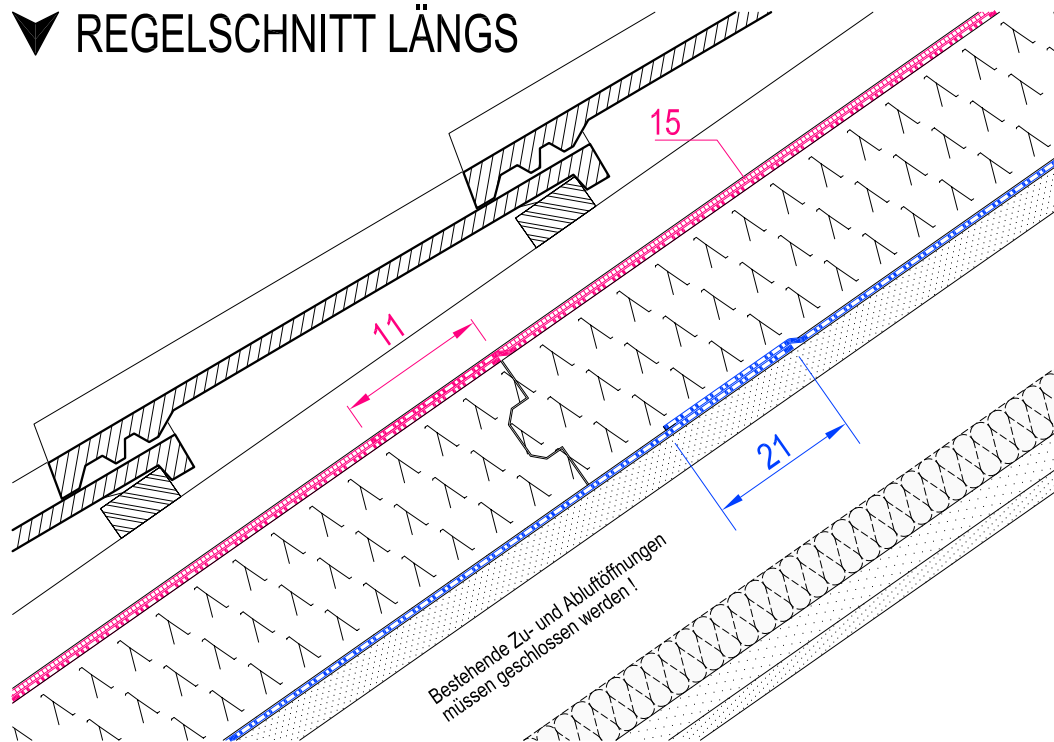 REGELSCHNITT LÄNGS
15
11
21
Bestehende Zu- und Abluftöffnungen
müssen geschlossen werden !